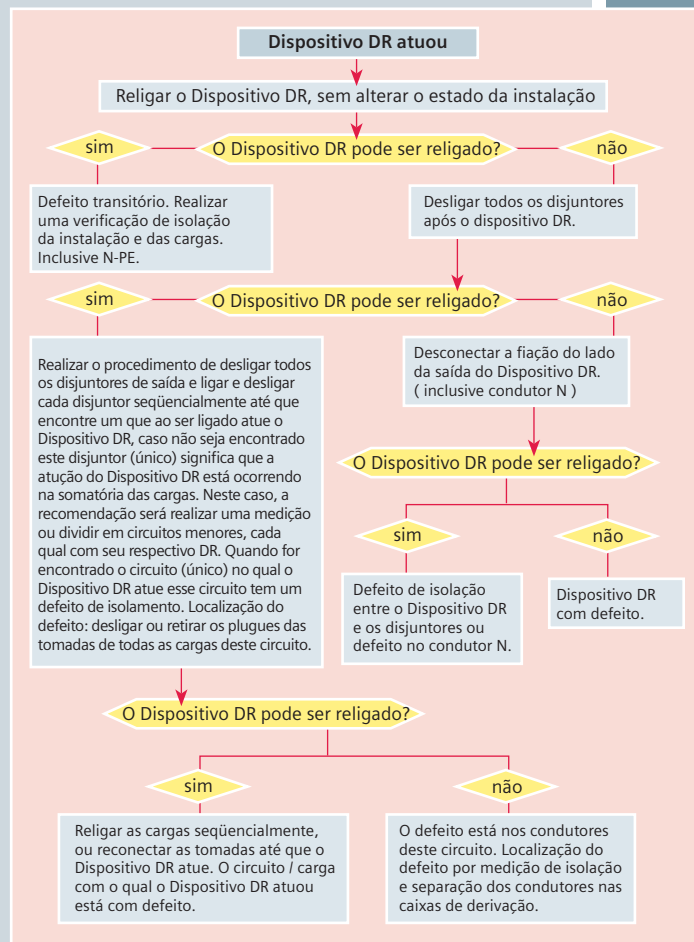 Dispositivo DR atuou
Religar o Dispositivo DR, sem alterar o estado da instalação
sim
O Dispositivo DR pode ser religado?
não
Defeito transitório. Realizar
uma verificação de isolação
da instalação e das cargas.
Inclusive N-PE.
Desligar todos os disjuntores
após o dispositivo DR.
sim
O Dispositivo DR pode ser religado?
não
Realizar o procedimento de desligar todos
os disjuntores de saída e ligar e desligar
cada disjuntor seqüencialmente até que
encontre um que ao ser ligado atue o
Dispositivo DR, caso não seja encontrado
este disjuntor (único) significa que a
atução do Dispositivo DR está ocorrendo
na somatória das cargas. Neste caso, a
recomendação será realizar uma medição
ou dividir em circuitos menores, cada
qual com seu respectivo DR. Quando for
encontrado o circuito (único) no qual o
Dispositivo DR atue esse circuito tem um
defeito de isolamento. Localização do
defeito: desligar ou retirar os plugues das
tomadas de todas as cargas deste circuito.
Desconectar a fiação do lado
da saída do Dispositivo DR.
( inclusive condutor N )
O Dispositivo DR pode ser religado?
sim
não
Defeito de isolação
entre o Dispositivo DR
e os disjuntores ou
defeito no condutor N.
Dispositivo DR
com defeito.
O Dispositivo DR pode ser religado?
sim
não
Religar as cargas seqüencialmente,
ou reconectar as tomadas até que o
Dispositivo DR atue. O circuito / carga
com o qual o Dispositivo DR atuou
está com defeito.
O defeito está nos condutores
deste circuito. Localização do
defeito por medição de isolação
e separação dos condutores nas
caixas de derivação.